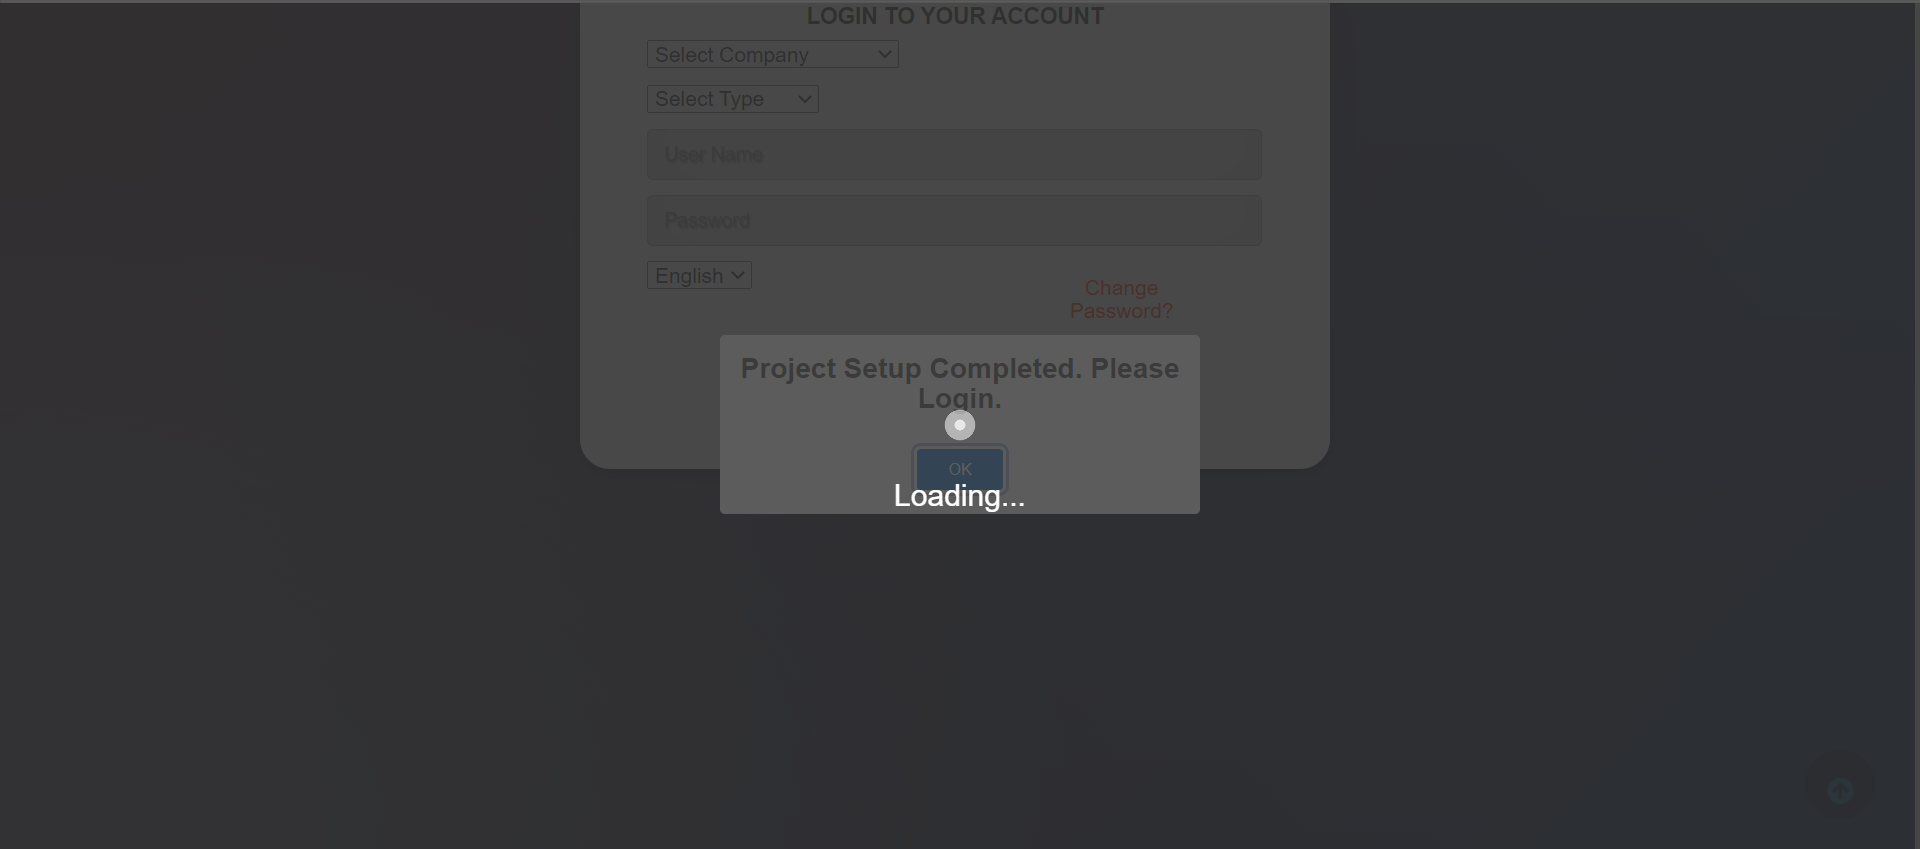 LOGIN TO YOUR ACCOUNT
Select Company
Select Type
User Name
Password
English
Change
Password?
Project Setup Completed. Please
Login.
OK
Loading...